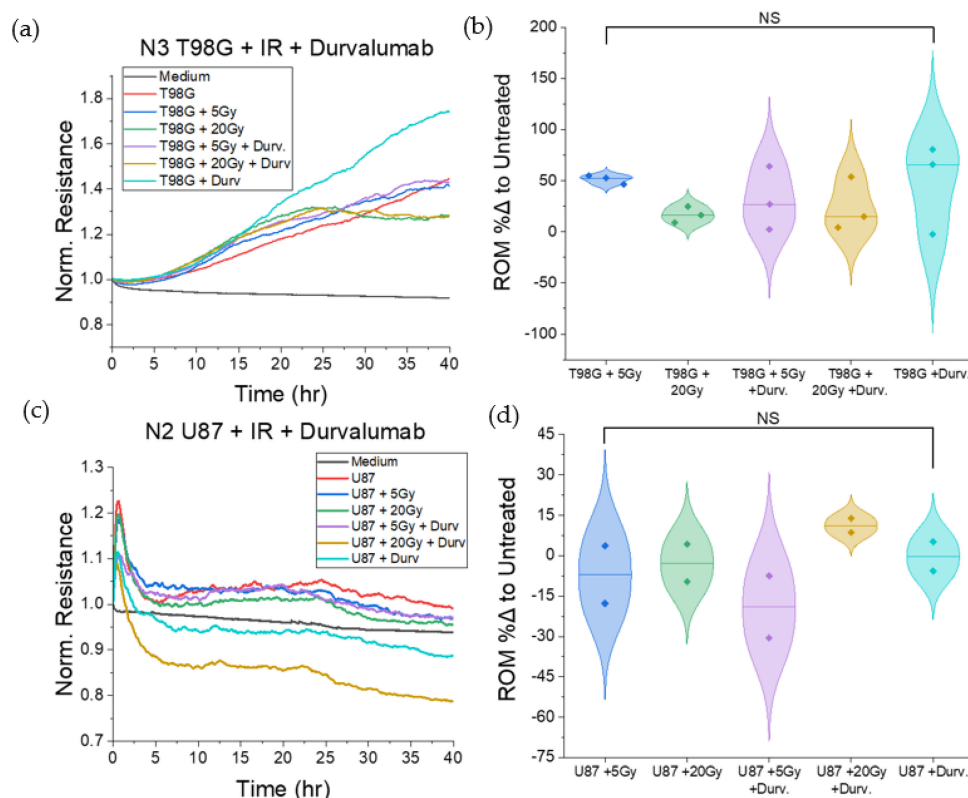 (a)
N3 T98G + IR + Durvalumab
Medium
T98G
T98G + 5Gy
T98G + 20Gy
T98G + 5Gy + Durv.
T98G + 20Gy + Durv
T98G + Durv
Norm. Resistance
1.8
1.6
1.4
1.2
1.0
0.8
0 5 10 15 20 25 30 35 40
Time (hr)
(b)
NS
ROM %Δ to Untreated
200
150
100
50
0
-50
-100
T98G + 5Gy T98G + T98G + 5Gy T98G + T98G +Durv.
20Gy +Durv. 20Gy +Durv.
(c)
N2 U87 + IR + Durvalumab
Medium
U87
U87 + 5Gy
U87 + 20Gy
U87 + 5Gy + Durv
U87 + 20Gy + Durv
U87 + Durv
Norm. Resistance
1.3
1.2
1.1
1.0
0.9
0.8
0.7
0 5 10 15 20 25 30 35 40
Time (hr)
(d)
NS
ROM %Δ to Untreated
45
30
15
0
-15
-30
-45
-60
-75
U87 +5Gy U87 +20Gy U87 +5Gy U87 +20Gy U87 +Durv.
+Durv. +Durv.